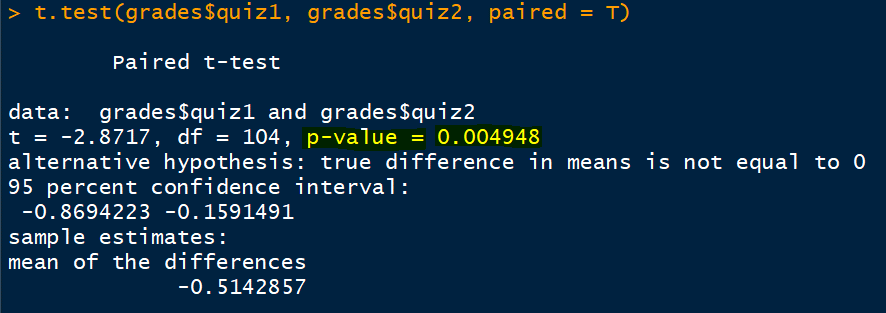 > t.test(grades$quiz1, grades$quiz2, paired = T)
Paired t-test
data:  grades$quiz1 and grades$quiz2
t = -2.8717, df = 104, p-value = 0.004948
alternative hypothesis: true difference in means is not equal to 0
95 percent confidence interval:
-0.8694223 -0.1591491
sample estimates:
mean of the differences
-0.5142857